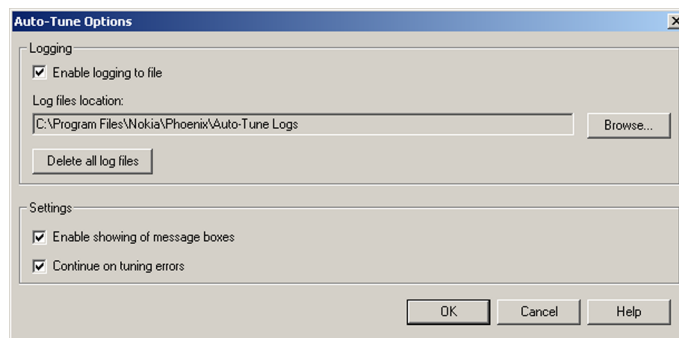 Auto-Tune Options
Logging
Enable logging to file
Log files location:
C:\Program Files\Nokia\Phoenix\Auto-Tune Logs
Browse...
Delete all log files
Settings
Enable showing of message boxes
Continue on tuning errors
OK Cancel Help